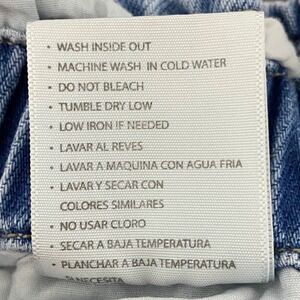 • WASH INSIDE OUT
• MACHINE WASH IN COLD WATER
• DO NOT BLEACH
• TUMBLE DRY LOW
• LOW IRON IF NEEDED
• LAVAR AL REVES
• LAVAR A MAQUINA CON AGUA FRIA
• LAVAR Y SECAR CON
COLORES SIMILARES
• NO USAR CLORO
• SECAR A BAJA TEMPERATURA
• PLANCHAR A BAJA TEMPERATURA
SI NECESITA